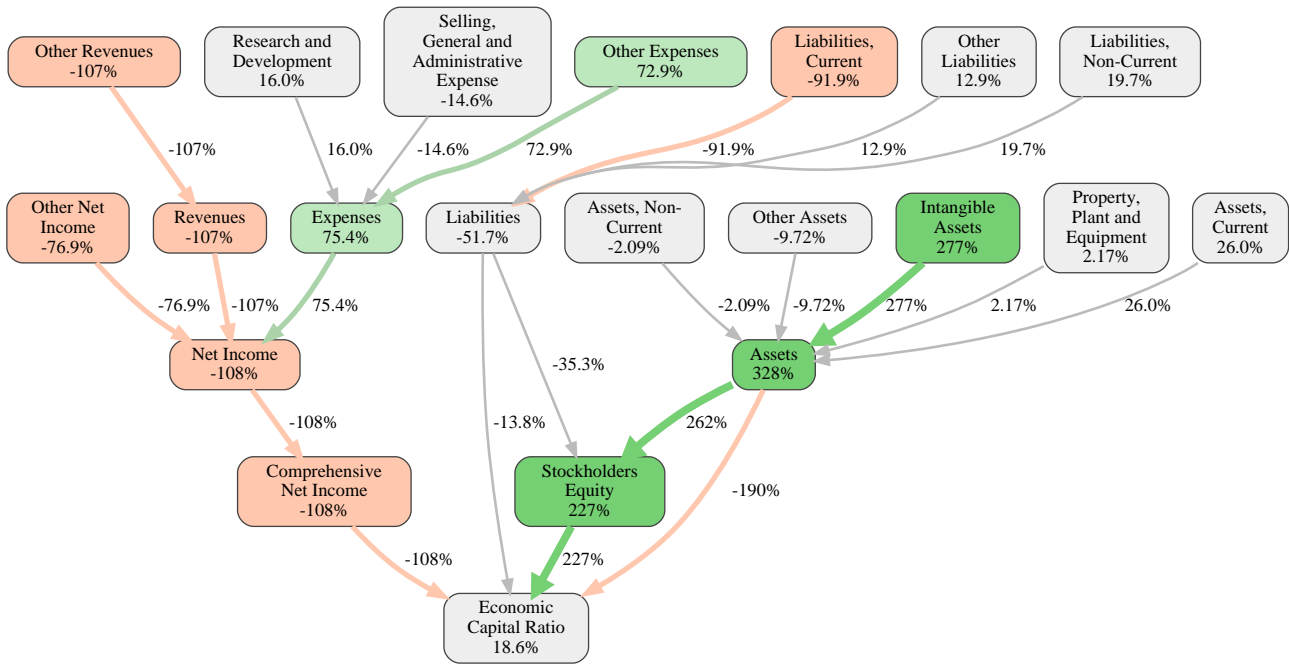 Other Revenues
-107%
Research and
Development
16.0%
Selling,
General and
Administrative
Expense
-14.6%
Other Expenses
72.9%
Liabilities,
Current
-91.9%
Other
Liabilities
12.9%
Liabilities,
Non-Current
19.7%
-107%
16.0%
-14.6%
72.9%
-91.9%
12.9%
19.7%
Other Net
Income
-76.9%
Revenues
-107%
Expenses
75.4%
Liabilities
-51.7%
Assets, Non-
Current
-2.09%
Other Assets
-9.72%
Intangible
Assets
277%
Property,
Plant and
Equipment
2.17%
Assets,
Current
26.0%
-76.9%
-107%
75.4%
-2.09%
-9.72%
277%
2.17%
26.0%
Net Income
-108%
-35.3%
Assets
328%
-108%
-13.8%
262%
Comprehensive
Net Income
-108%
Stockholders
Equity
227%
-190%
-108%
227%
Economic
Capital Ratio
18.6%